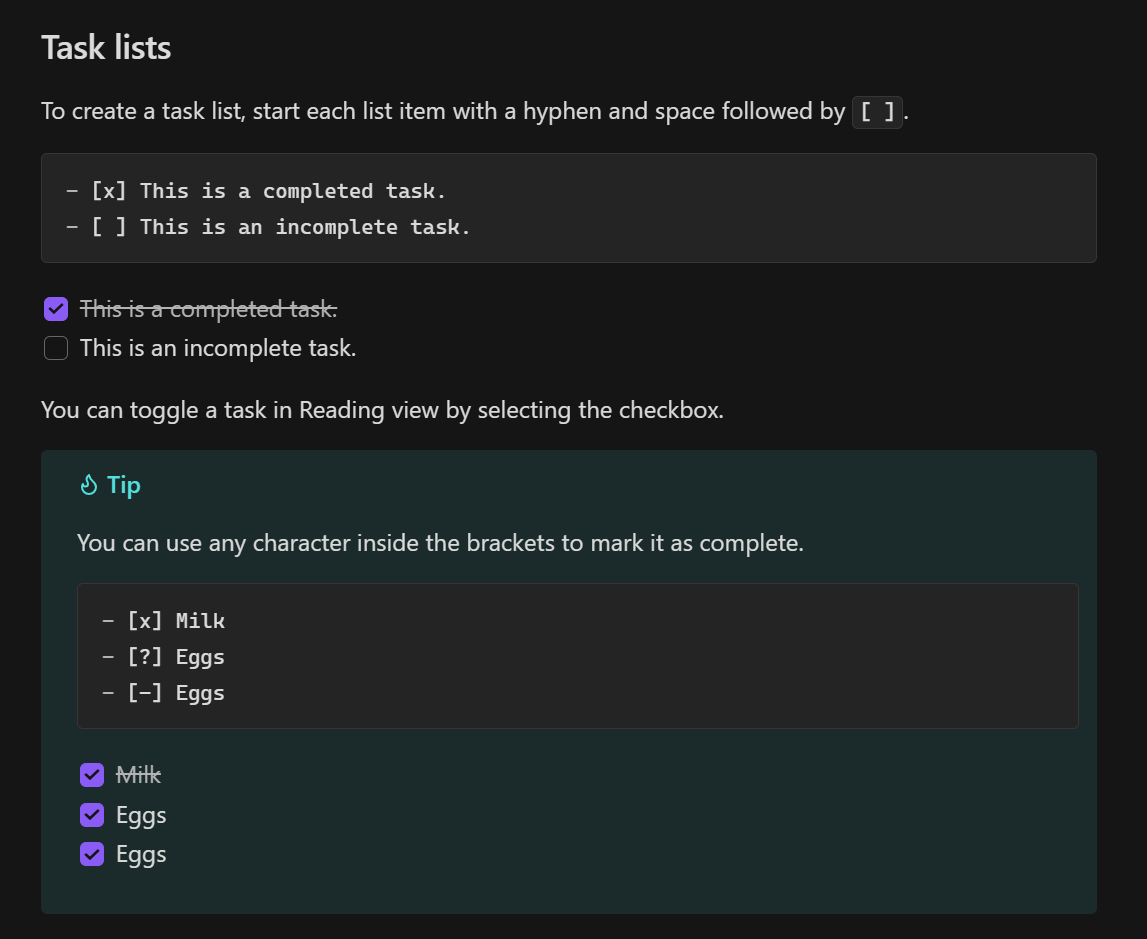 Task lists
To create a task list, start each list item with a hyphen and space followed by [ ].
- [x] This is a completed task.
- [ ] This is an incomplete task.
This is a completed task.
This is an incomplete task.
You can toggle a task in Reading view by selecting the checkbox.
Tip
You can use any character inside the brackets to mark it as complete.
- [x] Milk
- [?] Eggs
- [-] Eggs
Milk
Eggs
Eggs